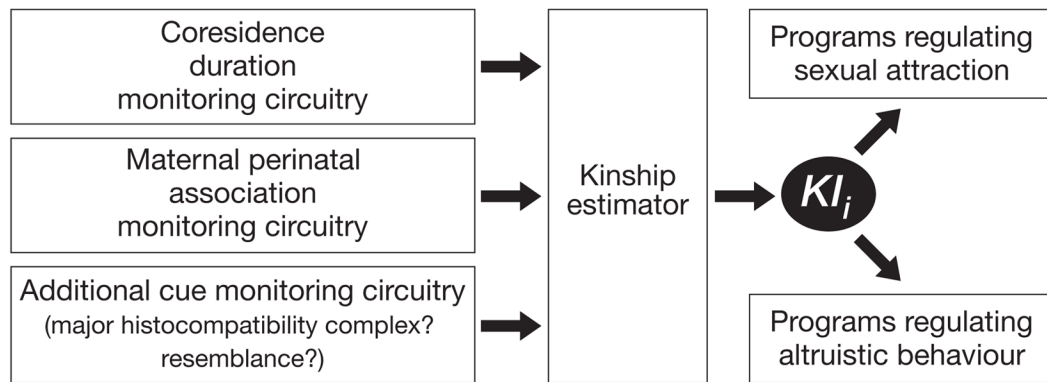 Coresidence
duration
monitoring circuitry
Maternal perinatal
association
monitoring circuitry
Additional cue monitoring circuitry
(major histocompatibility complex?
resemblance?)
Kinship
estimator
KIi
Programs regulating
sexual attraction
Programs regulating
altruistic behaviour